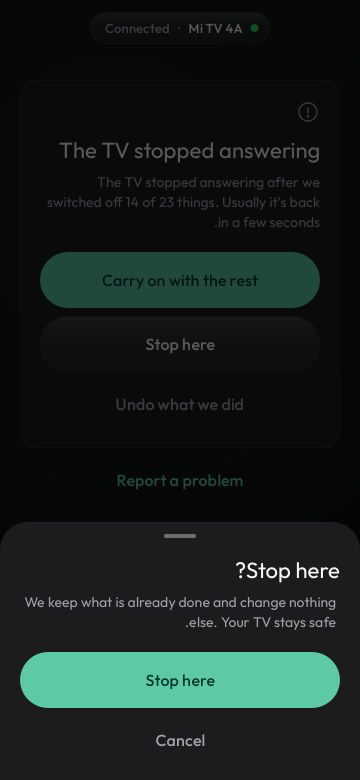 Connected · Mi TV 4A
The TV stopped answering
The TV stopped answering after we
switched off 14 of 23 things. Usually it's back
.in a few seconds
Carry on with the rest
Stop here
Undo what we did
Report a problem
?Stop here
We keep what is already done and change nothing
.else. Your TV stays safe
Stop here
Cancel